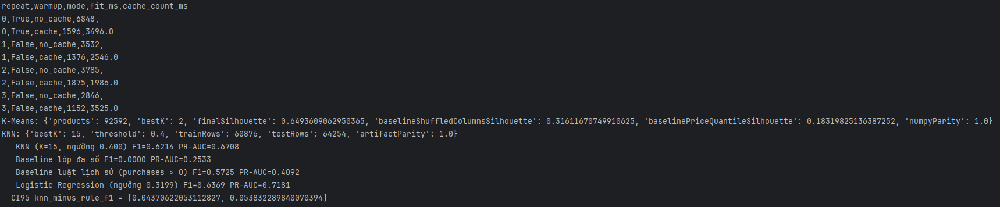 repeat,warmup,mode,fit_ms,cache_count_ms
0,True,no_cache,6848,
0,True,cache,1596,3496.0
1,False,no_cache,3532,
1,False,cache,1376,2546.0
2,False,no_cache,3785,
2,False,cache,1875,1986.0
3,False,no_cache,2846,
3,False,cache,1152,3525.0
K-Means: {'products': 92592, 'bestK': 2, 'finalSilhouette': 0.6493609062950365, 'baselineShuffledColumnsSilhouette': 0.31611670749910625, 'baselinePriceQuantileSilhouette': 0.18319825136387252, 'numpyParity': 1.0}
KNN: {'bestK': 15, 'threshold': 0.4, 'trainRows': 60876, 'testRows': 64254, 'artifactParity': 1.0}
KNN (K=15, ngưỡng 0.400) F1=0.6214 PR-AUC=0.6708
Baseline lớp đa số F1=0.0000 PR-AUC=0.2533
Baseline luật lịch sử (purchases > 0) F1=0.5725 PR-AUC=0.4092
Logistic Regression (ngưỡng 0.3199) F1=0.6369 PR-AUC=0.7181
CI95 knn_minus_rule_f1 = [0.04370622053112827, 0.053832289840070394]